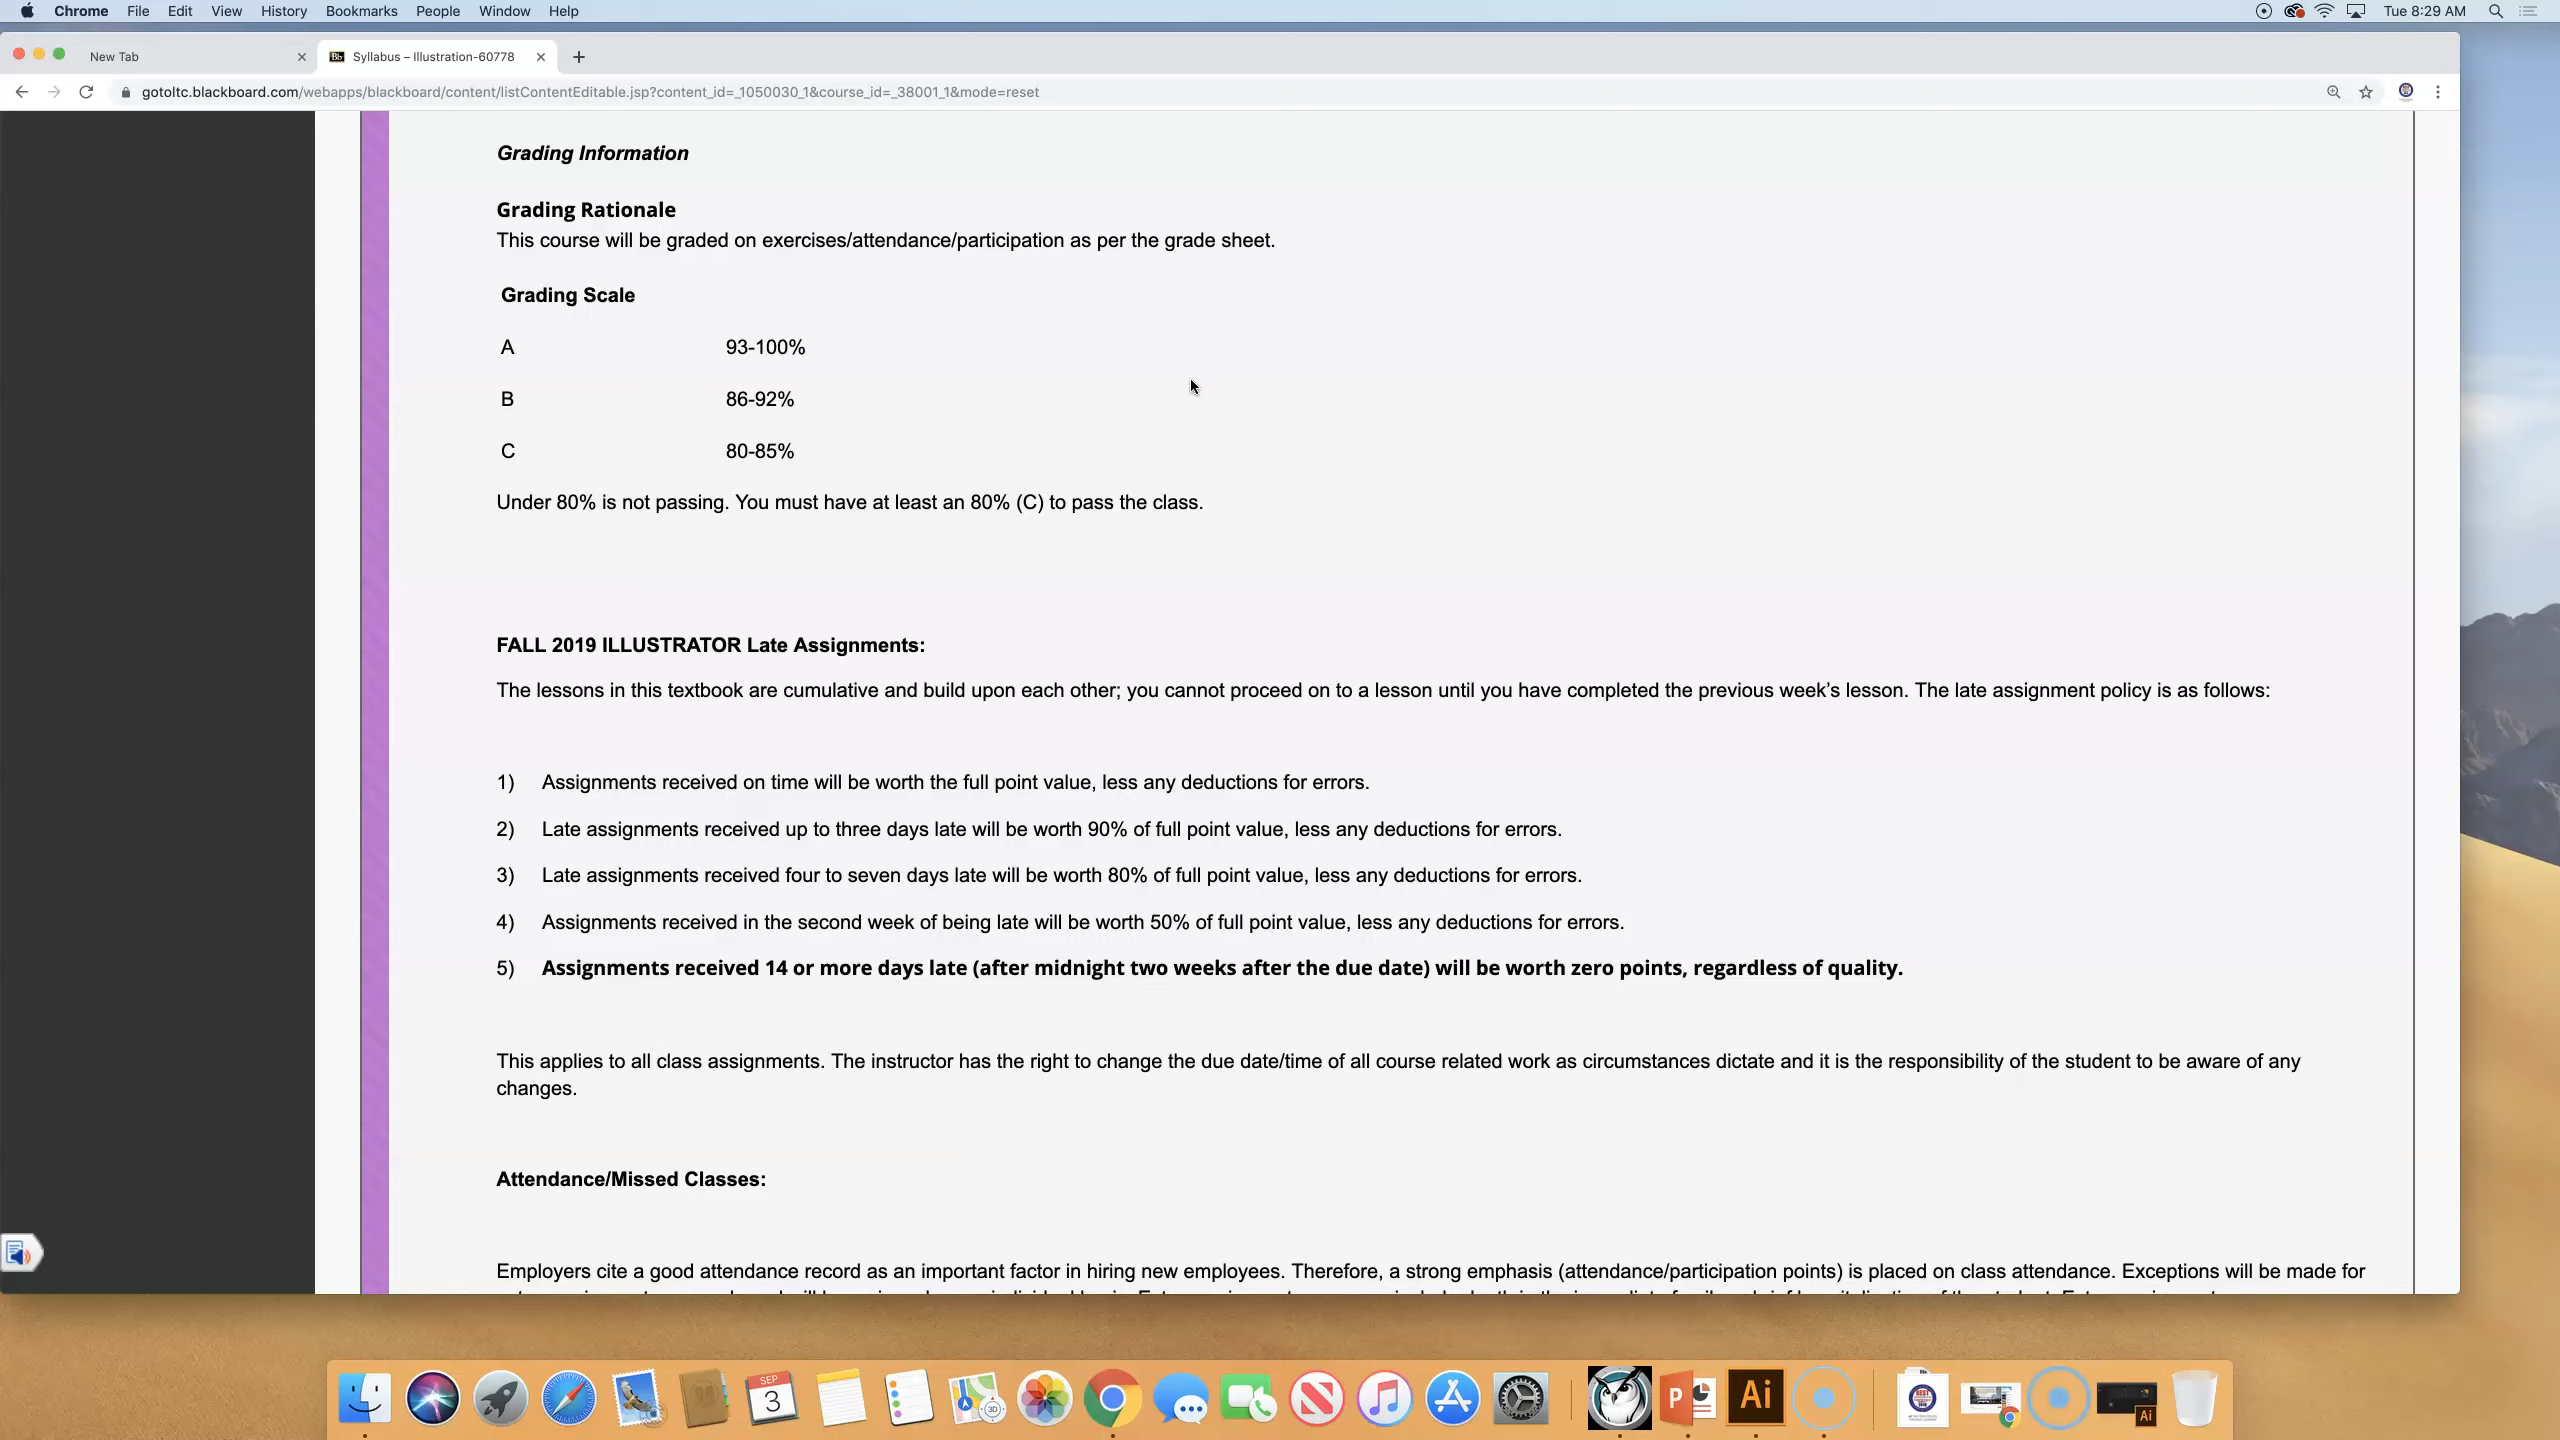 Chrome File Edit View History Bookmarks People Window Help Tue 8:29 AM
New Tab Syllabus – Illustration-60778
gotoltc.blackboard.com/webapps/blackboard/content/listContentEditable.jsp?content_id=_1050030_1&course_id=_38001_1&mode=reset
Grading Information
Grading Rationale
This course will be graded on exercises/attendance/participation as per the grade sheet.
Grading Scale
A 93-100%
B 86-92%
C 80-85%
Under 80% is not passing. You must have at least an 80% (C) to pass the class.
FALL 2019 ILLUSTRATOR Late Assignments:
The lessons in this textbook are cumulative and build upon each other; you cannot proceed on to a lesson until you have completed the previous week’s lesson. The late assignment policy is as follows:
1) Assignments received on time will be worth the full point value, less any deductions for errors.
2) Late assignments received up to three days late will be worth 90% of full point value, less any deductions for errors.
3) Late assignments received four to seven days late will be worth 80% of full point value, less any deductions for errors.
4) Assignments received in the second week of being late will be worth 50% of full point value, less any deductions for errors.
5) Assignments received 14 or more days late (after midnight two weeks after the due date) will be worth zero points, regardless of quality.
This applies to all class assignments. The instructor has the right to change the due date/time of all course related work as circumstances dictate and it is the responsibility of the student to be aware of any
changes.
Attendance/Missed Classes:
Employers cite a good attendance record as an important factor in hiring new employees. Therefore, a strong emphasis (attendance/participation points) is placed on class attendance. Exceptions will be made for
SEP
3
3D
P
Ai
BEST
Ai